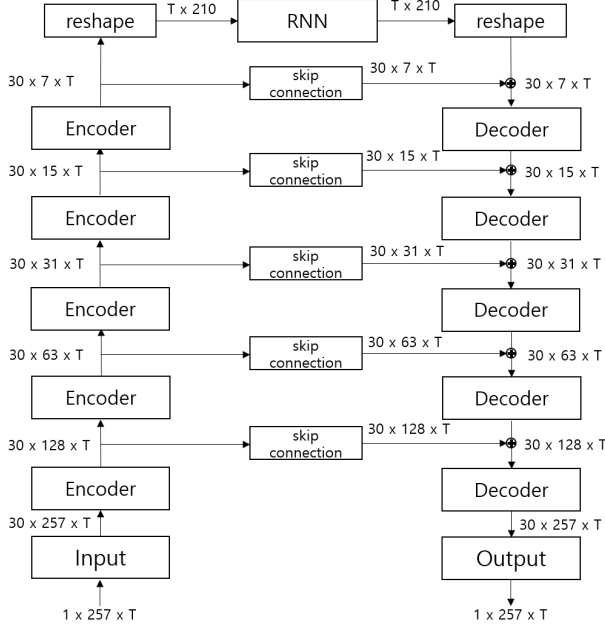 reshape
T x 210
RNN
T x 210
reshape
30 x 7 x T
skip
connection
30 x 7 x T
30 x 7 x T
Encoder
Decoder
30 x 15 x T
skip
connection
30 x 15 x T
30 x 15 x T
Encoder
Decoder
30 x 31 x T
skip
connection
30 x 31 x T
30 x 31 x T
Encoder
Decoder
30 x 63 x T
skip
connection
30 x 63 x T
30 x 63 x T
Encoder
Decoder
30 x 128 x T
skip
connection
30 x 128 x T
30 x 128 x T
Encoder
Decoder
30 x 257 x T
30 x 257 x T
Input
Output
1 x 257 x T
1 x 257 x T